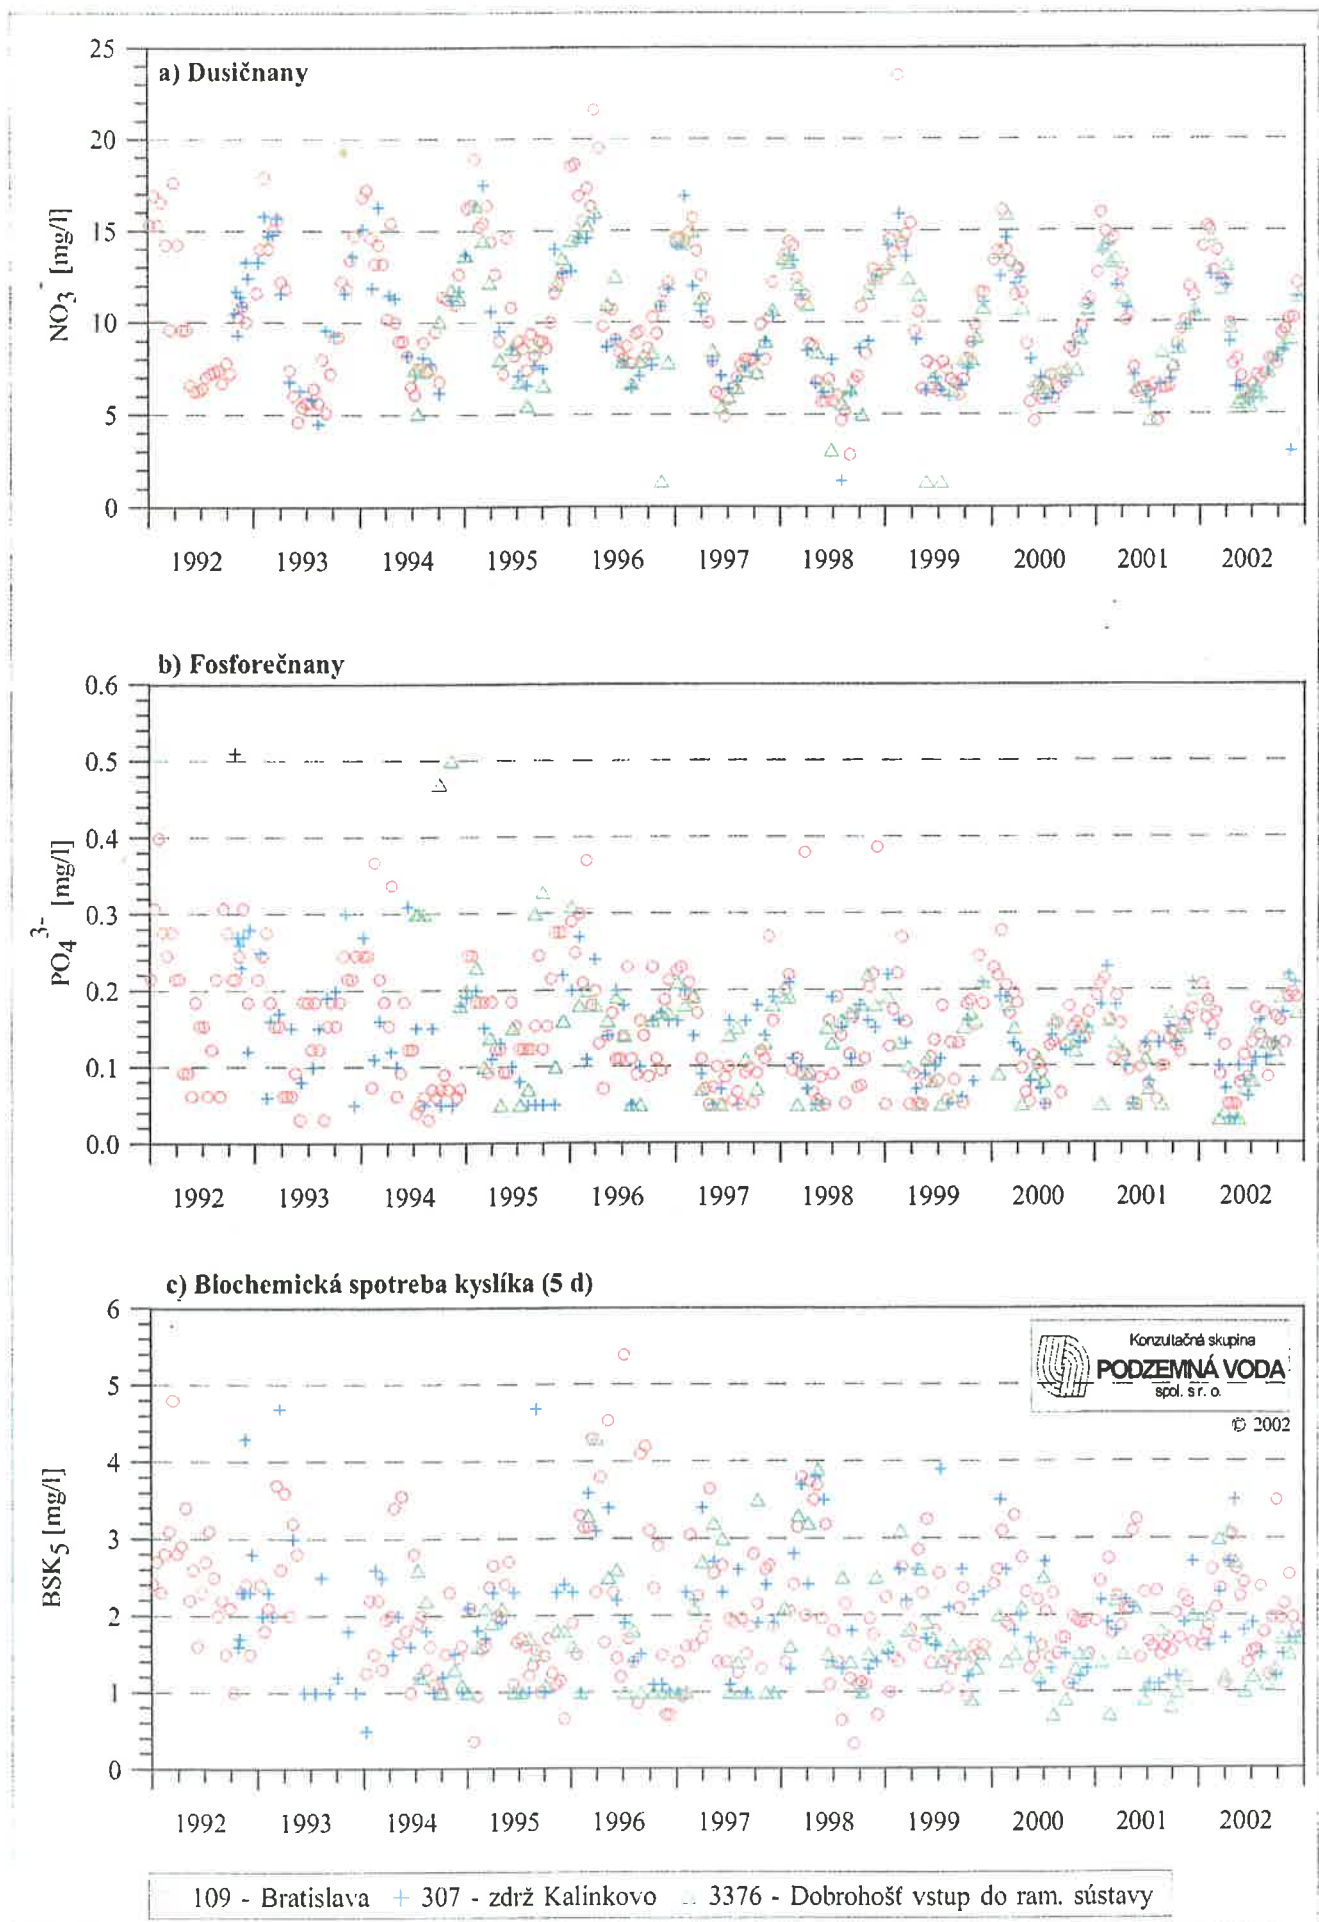 a) Dusičnany
25
20
15
10
5
0
NO3- [mg/l]
1992 1993 1994 1995 1996 1997 1998 1999 2000 2001 2002
b) Fosforečnany
0.6
0.5
0.4
0.3
0.2
0.1
0.0
PO4 3- [mg/l]
1992 1993 1994 1995 1996 1997 1998 1999 2000 2001 2002
c) Biochemická spotreba kyslíka (5 d)
6
5
4
3
2
1
0
BSK5 [mg/l]
Konzultačná skupina
PODZEMNÁ VODA
spol. s r. o.
© 2002
1992 1993 1994 1995 1996 1997 1998 1999 2000 2001 2002
109 - Bratislava + 307 - zdrž Kalinkovo △ 3376 - Dobrohošť vstup do ram. sústavy